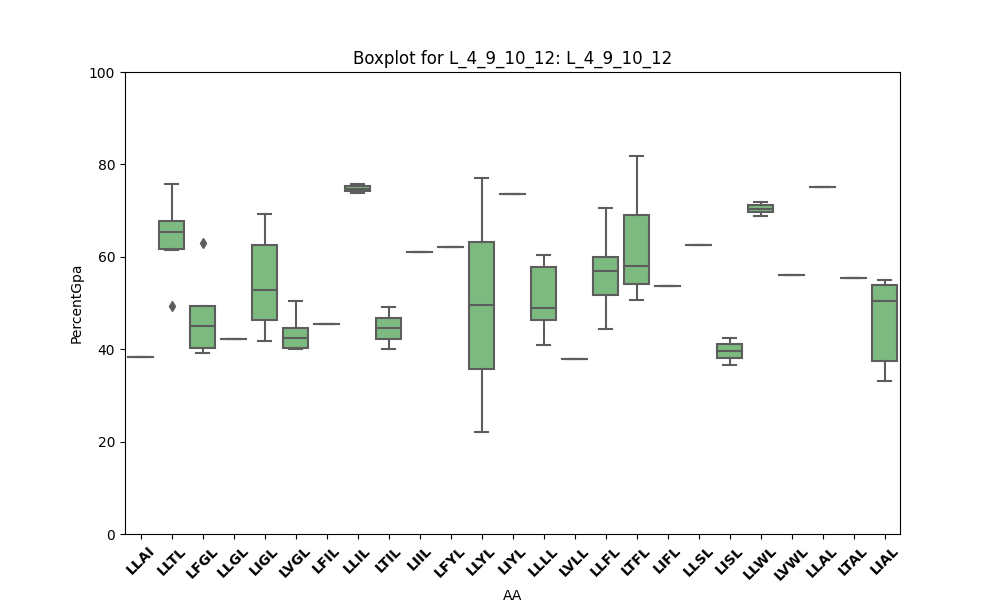 Boxplot for L_4_9_10_12: L_4_9_10_12
PercentGpa
100
80
60
40
20
0
LLAI LLTL LFGL LLGL LIGL LVGL LFIL LLIL LTIL LIIL LFYL LLYL LIYL LLLL LVLL LLFL LTFL LIFL LLSL LISL LLWL LVWL LLAL LTAL LIAL
AA